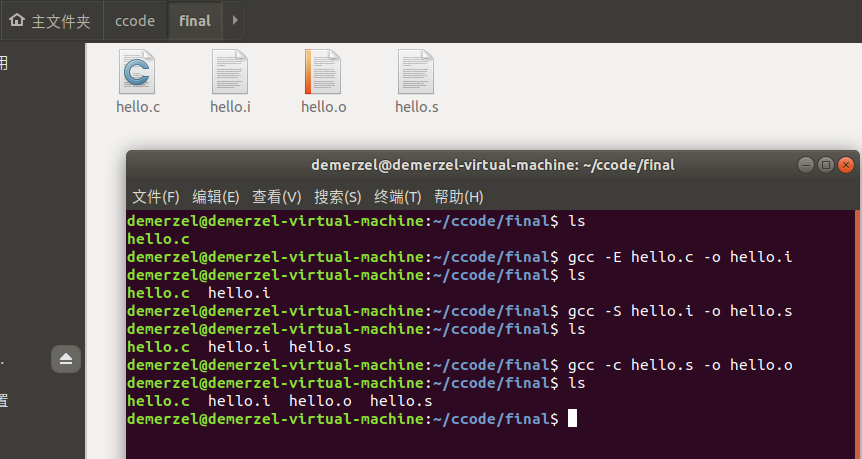 主文件夹 ccode final
用
hello.c hello.i hello.o hello.s
demerzel@demerzel-virtual-machine: ~/ccode/final
文件(F) 编辑(E) 查看(V) 搜索(S) 终端(T) 帮助(H)
demerzel@demerzel-virtual-machine:~/ccode/final$ ls
hello.c
demerzel@demerzel-virtual-machine:~/ccode/final$ gcc -E hello.c -o hello.i
demerzel@demerzel-virtual-machine:~/ccode/final$ ls
hello.c hello.i
demerzel@demerzel-virtual-machine:~/ccode/final$ gcc -S hello.i -o hello.s
demerzel@demerzel-virtual-machine:~/ccode/final$ ls
hello.c hello.i hello.s
demerzel@demerzel-virtual-machine:~/ccode/final$ gcc -c hello.s -o hello.o
demerzel@demerzel-virtual-machine:~/ccode/final$ ls
hello.c hello.i hello.o hello.s
置
demerzel@demerzel-virtual-machine:~/ccode/final$